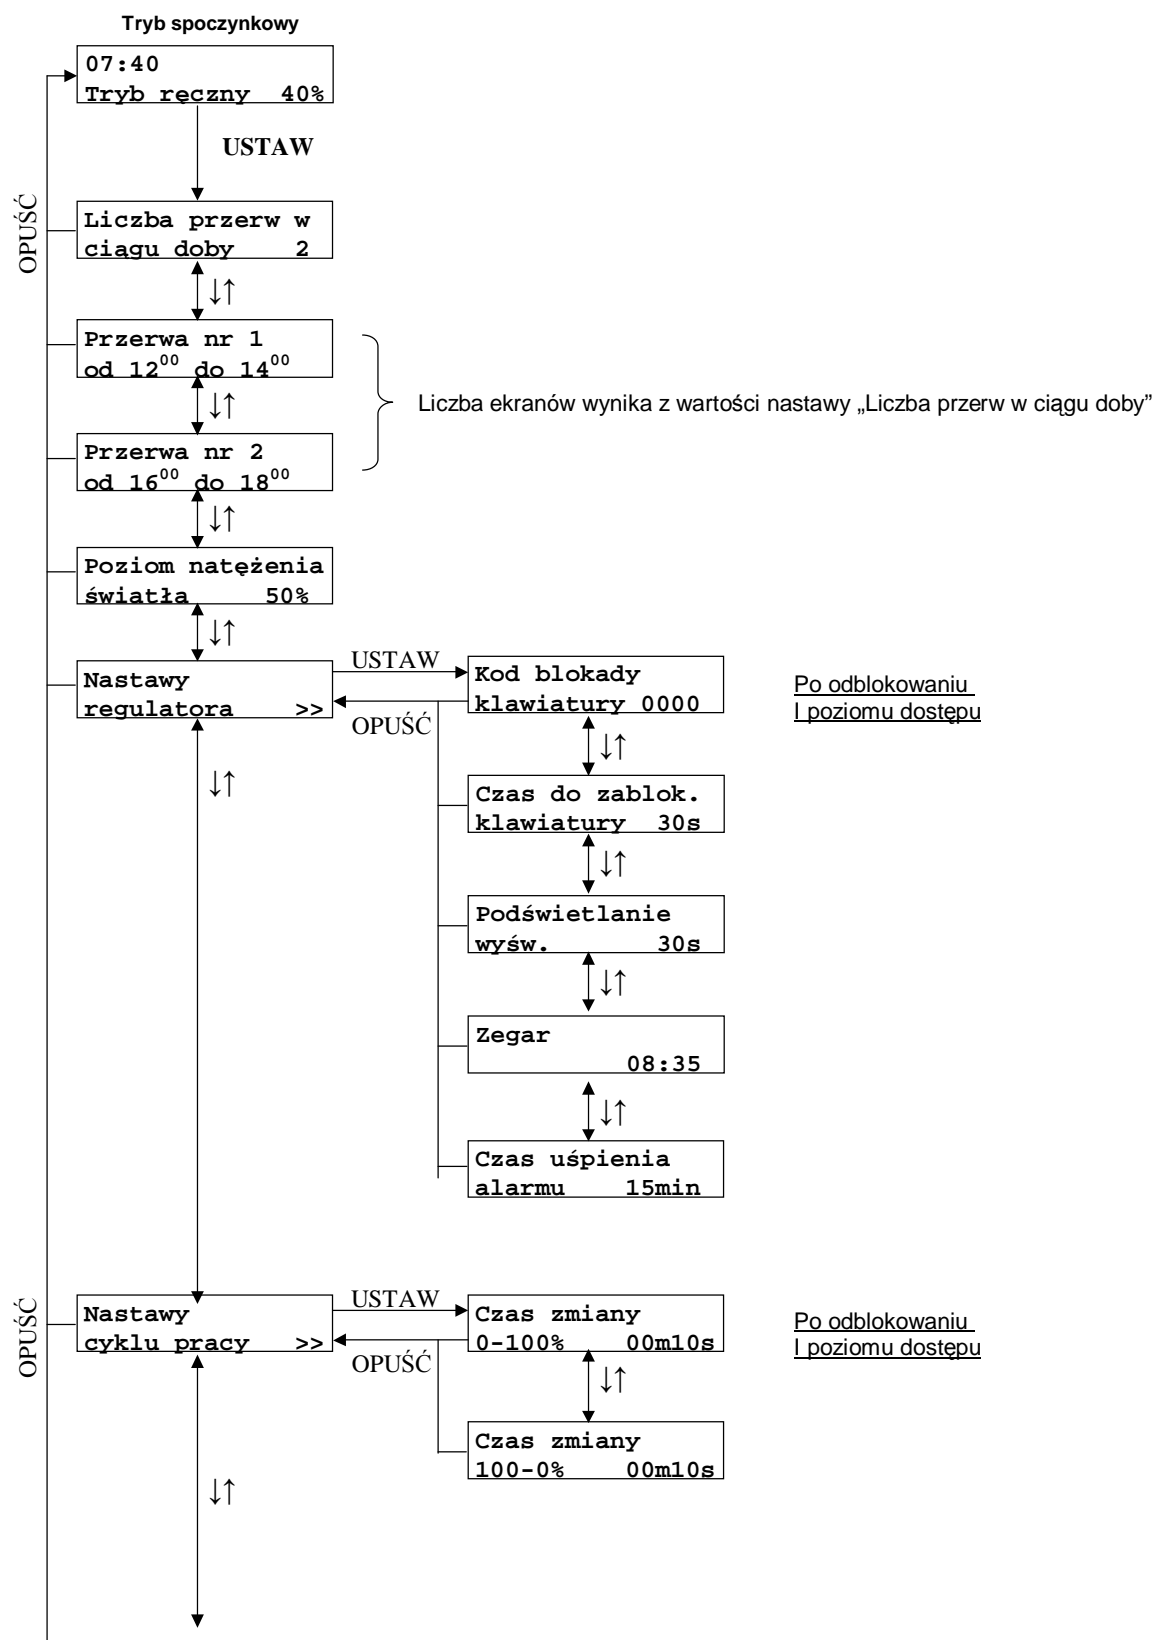 Tryb spoczynkowy
07:40
Tryb ręczny 40%
USTAW
OPUŚĆ
Liczba przerw w
ciągu doby 2
↓↑
Przerwa nr 1
od 12⁰⁰ do 14⁰⁰
↓↑
Liczba ekranów wynika z wartości nastawy „Liczba przerw w ciągu doby”
Przerwa nr 2
od 16⁰⁰ do 18⁰⁰
↓↑
Poziom natężenia
światła 50%
↓↑
Nastawy
regulatora >>
USTAW
OPUŚĆ
Kod blokady
klawiatury 0000
Po odblokowaniu
I poziomu dostępu
↓↑
↓↑
Czas do zablok.
klawiatury 30s
↓↑
Podświetlanie
wyśw. 30s
↓↑
Zegar
08:35
↓↑
Czas uśpienia
alarmu 15min
OPUŚĆ
Nastawy
cyklu pracy >>
USTAW
OPUŚĆ
Czas zmiany
0-100% 00m10s
Po odblokowaniu
I poziomu dostępu
↓↑
Czas zmiany
100-0% 00m10s
↓↑